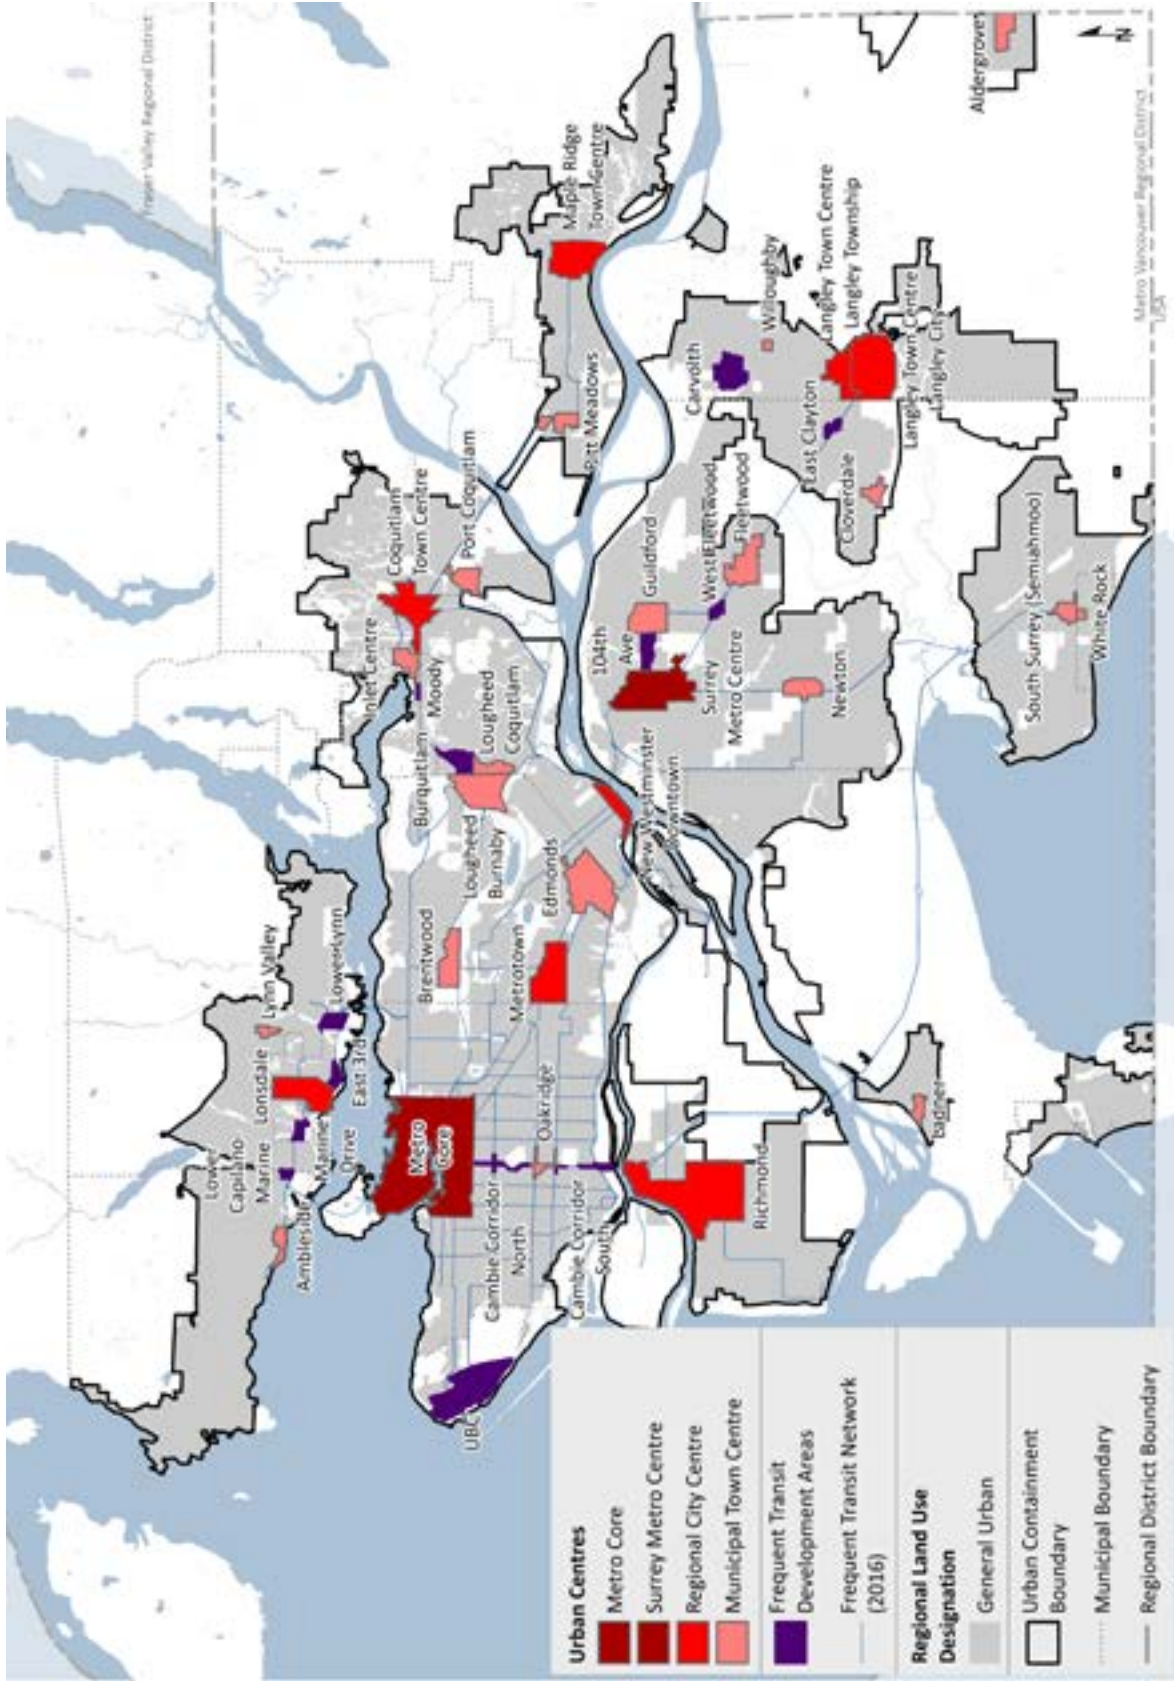 Fraser Valley Regional District
Aldergrove
N
Metro Vancouver Regional District
USA
Maple Ridge
Town Centre
Pitt Meadows
Coquitlam
Town Centre
Port Coquitlam
Inlet Centre
Moody
Burquitlam
Lougheed
Coquitlam
Lougheed
Burnaby
Brentwood
Metrotown
Edmonds
New Westminster
Downtown
Lynn Valley
Lower Lynn
Lonsdale
East 3rd
Lower
Capilano
Marine
Marine
Drive
Ambleside
Metro
Core
Oakridge
Cambie Corridor
North
Cambie Corridor
South
UBC
Richmond
Ladner
104th
Ave
Guildford
Surrey
Metro Centre
West Fleetwood
Fleetwood
Newton
Carvolth
Willoughby
East Clayton
Cloverdale
Langley Town Centre
Langley Township
Langley Town Centre
Langley City
South Surrey (Semiahmoo)
White Rock
Urban Centres
Metro Core
Surrey Metro Centre
Regional City Centre
Municipal Town Centre
Frequent Transit
Development Areas
Frequent Transit Network
(2016)
Regional Land Use
Designation
General Urban
Urban Containment
Boundary
Municipal Boundary
Regional District Boundary